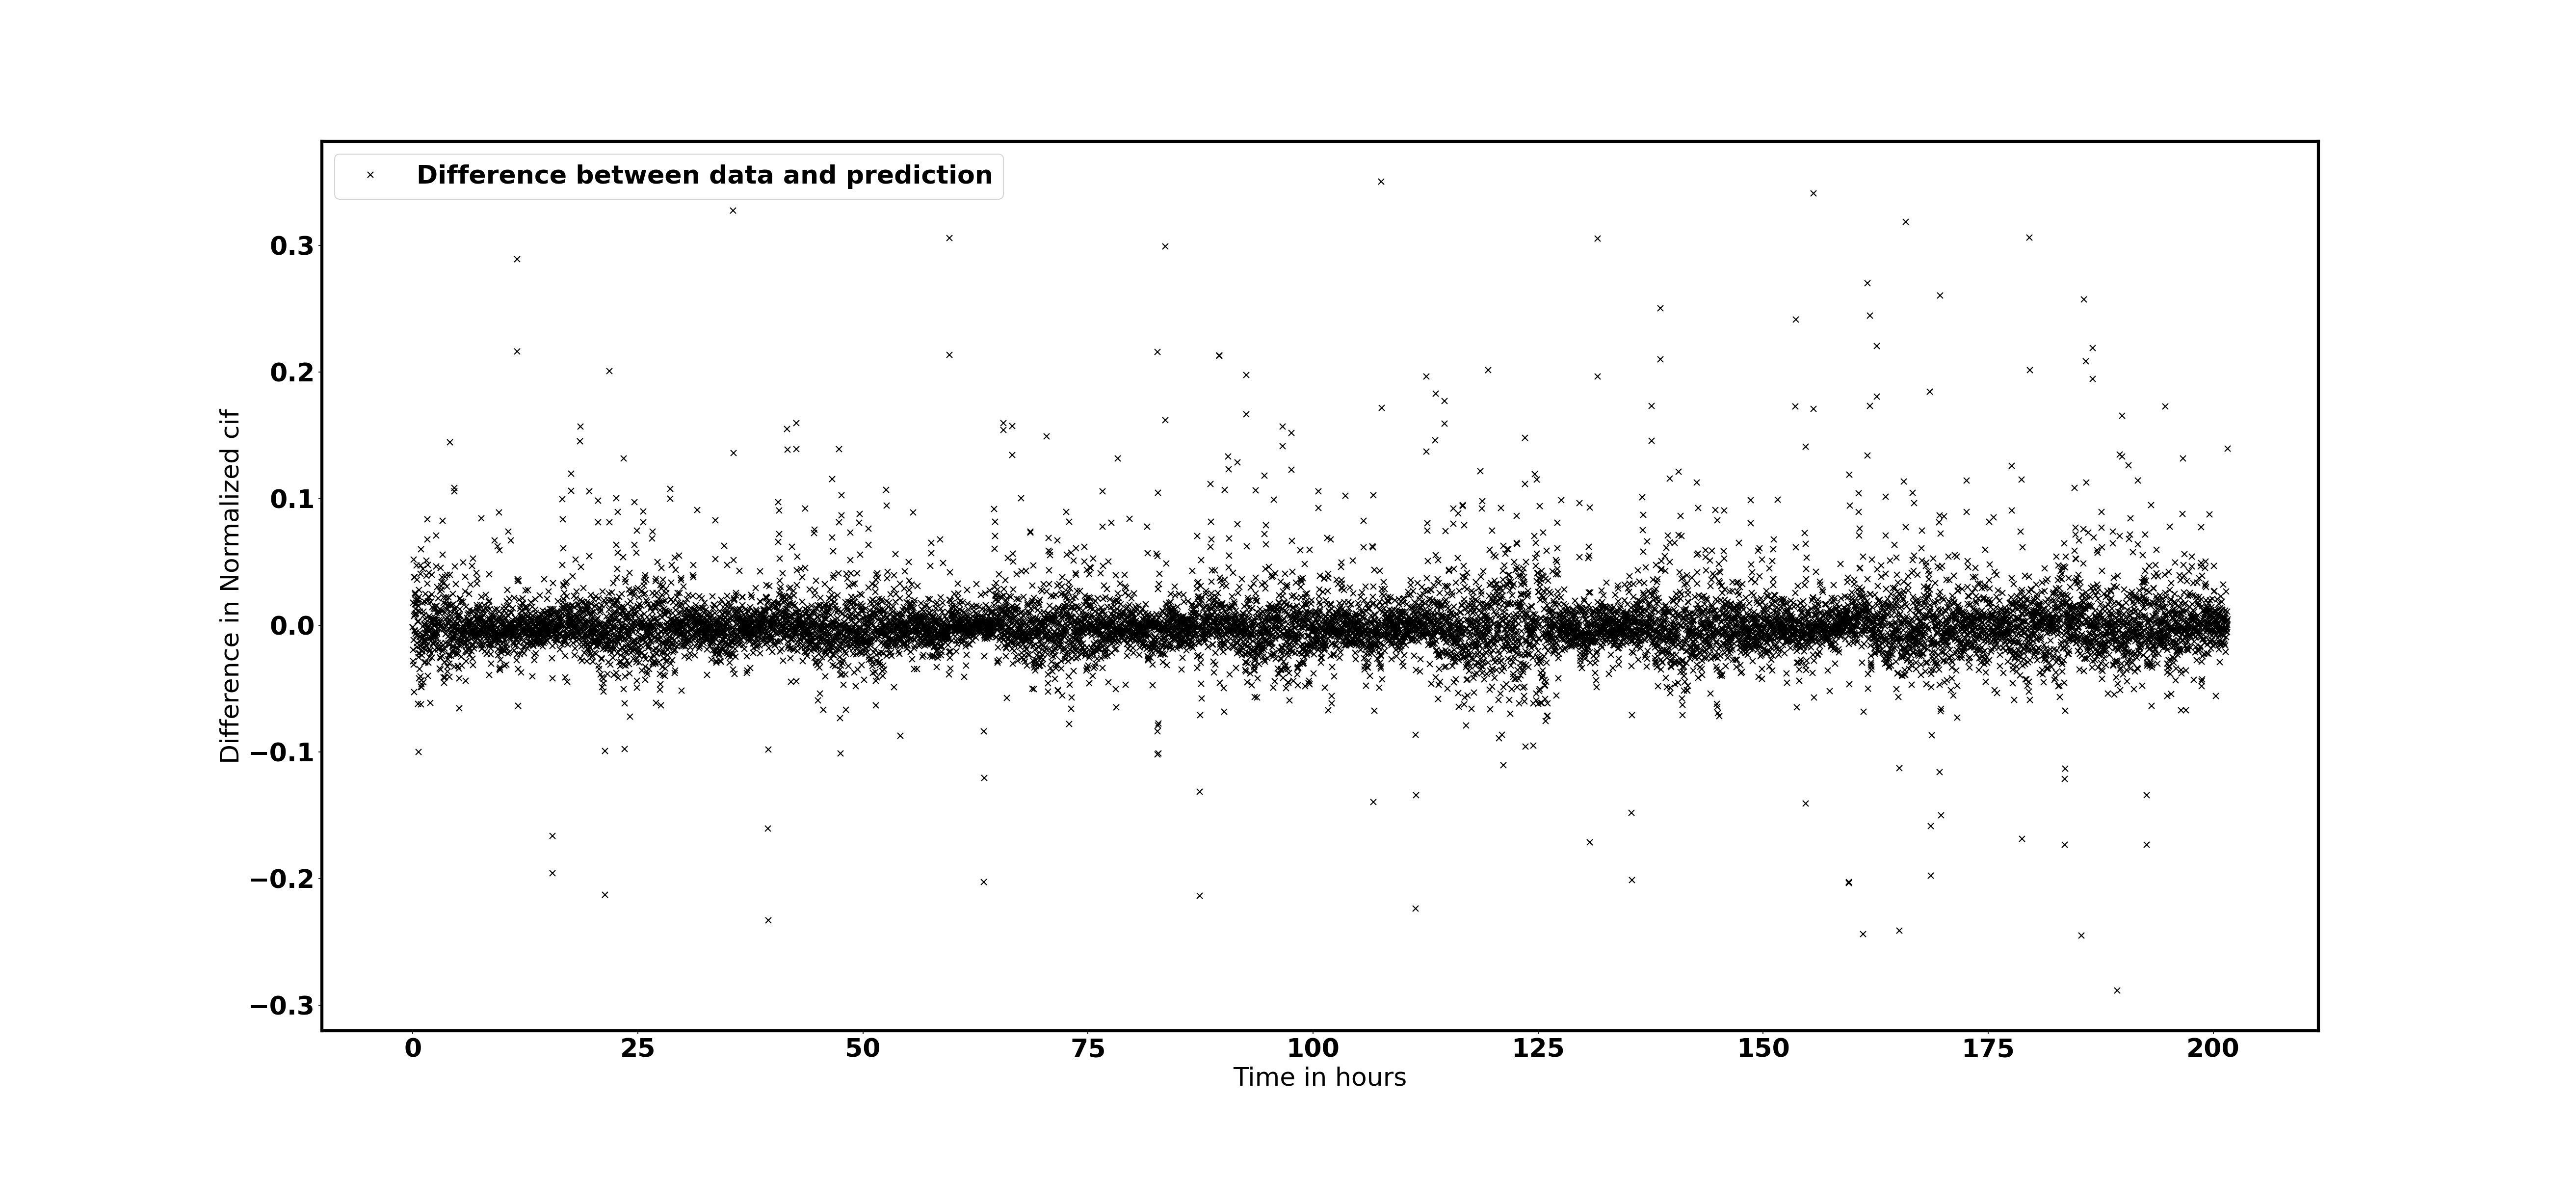 Difference between data and prediction
Difference in Normalized cif
0.3
0.2
0.1
0.0
−0.1
−0.2
−0.3
0 25 50 75 100 125 150 175 200
Time in hours